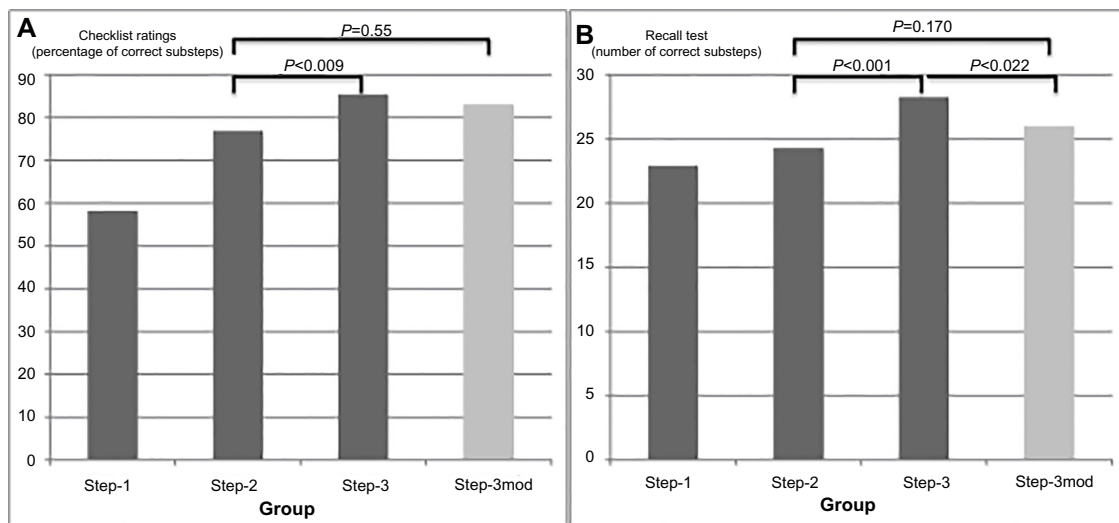 A
Checklist ratings
(percentage of correct substeps)
P=0.55
P<0.009
90
80
70
60
50
40
30
20
10
0
Step-1
Step-2
Step-3
Step-3mod
Group
B
Recall test
(number of correct substeps)
P=0.170
P<0.001
P<0.022
30
25
20
15
10
5
0
Step-1
Step-2
Step-3
Step-3mod
Group